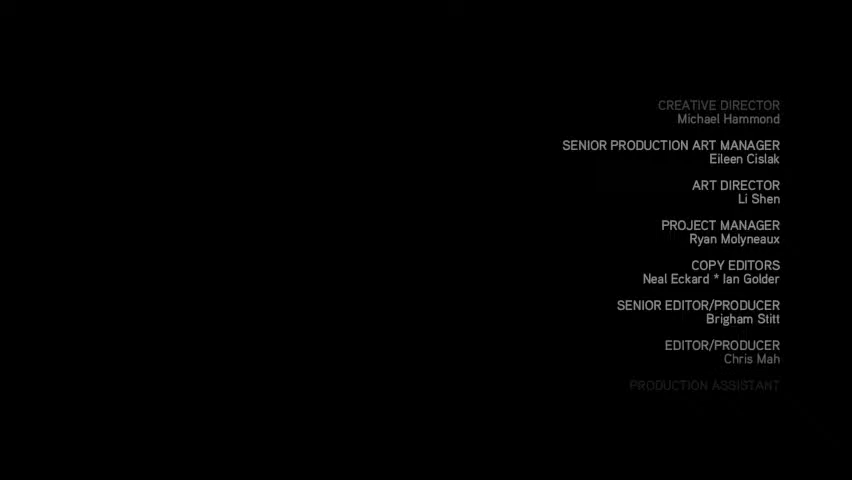 CREATIVE DIRECTOR
Michael Hammond
SENIOR PRODUCTION ART MANAGER
Eileen Cislak
ART DIRECTOR
Li Shen
PROJECT MANAGER
Ryan Molyneaux
COPY EDITORS
Neal Eckard * Ian Golder
SENIOR EDITOR/PRODUCER
Brigham Stitt
EDITOR/PRODUCER
Chris Mah
PRODUCTION ASSISTANT